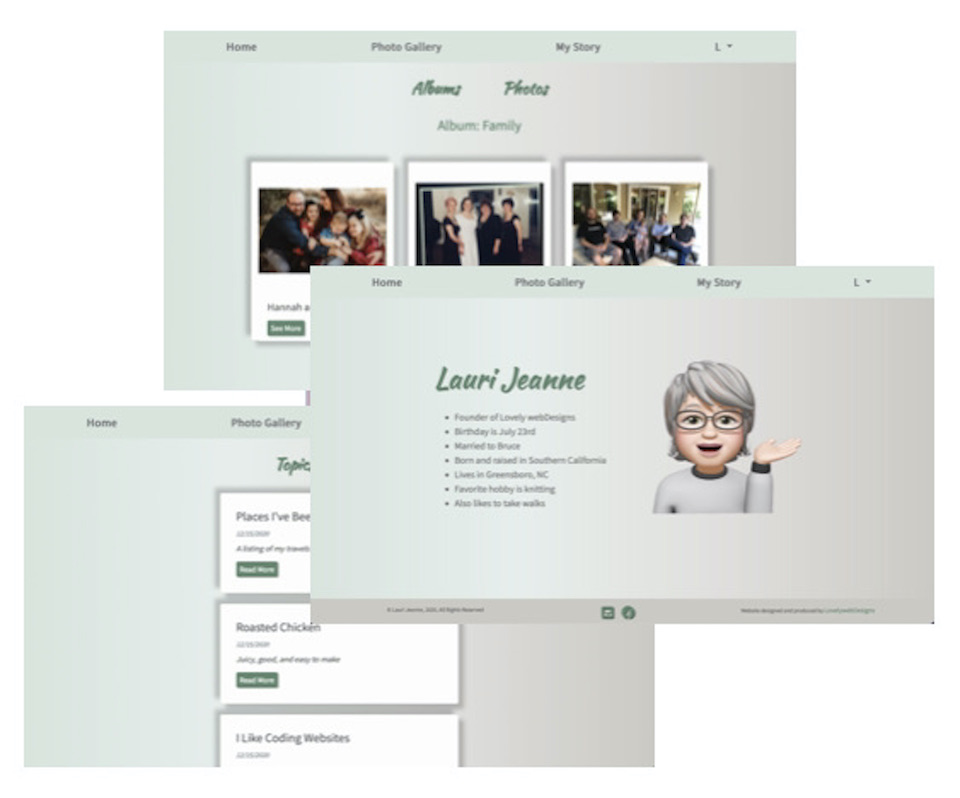 Home Photo Gallery My Story L
Albums Photos
Album: Family
Hannah a
See More
Home Photo Gallery My Story L
Lauri Jeanne
Founder of Lovely webDesigns
Birthday is July 23rd
Married to Bruce
Born and raised in Southern California
Lives in Greensboro, NC
Favorite hobby is knitting
Also likes to take walks
© Lauri Jeanne, 2020, All Rights Reserved
Website designed and produced by LovelywebDesigns
Home Photo Gallery
Topic
Places I've Bee
12/15/2020
A listing of my travels
Read More
Roasted Chicken
12/15/2020
Juicy, good, and easy to make
Read More
I Like Coding Websites
12/15/2020